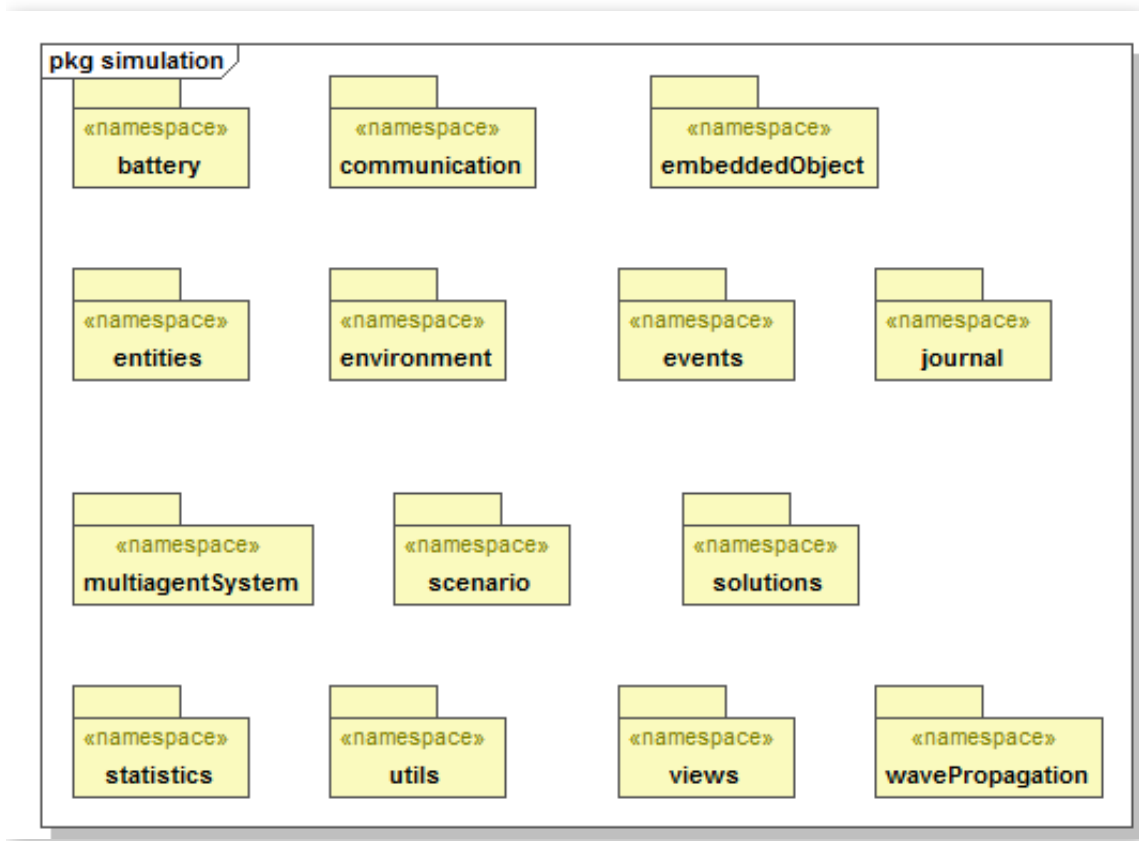 pkg simulation
«namespace»
battery
«namespace»
communication
«namespace»
embeddedObject
«namespace»
entities
«namespace»
environment
«namespace»
events
«namespace»
journal
«namespace»
multiagentSystem
«namespace»
scenario
«namespace»
solutions
«namespace»
statistics
«namespace»
utils
«namespace»
views
«namespace»
wavePropagation